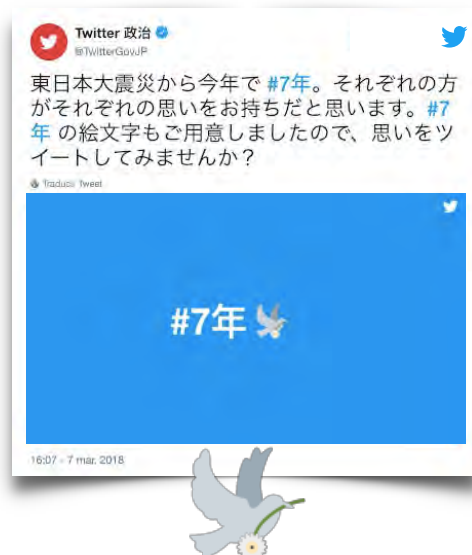 Twitter 政治
@TwitterGovJP
東日本大震災から今年で #7年。それぞれの方
がそれぞれの思いをお持ちだと思います。#7
年 の絵文字もご用意しましたので、思いをツ
イートしてみませんか？
Traducir Tweet
#7年
16:07 - 7 mar. 2018